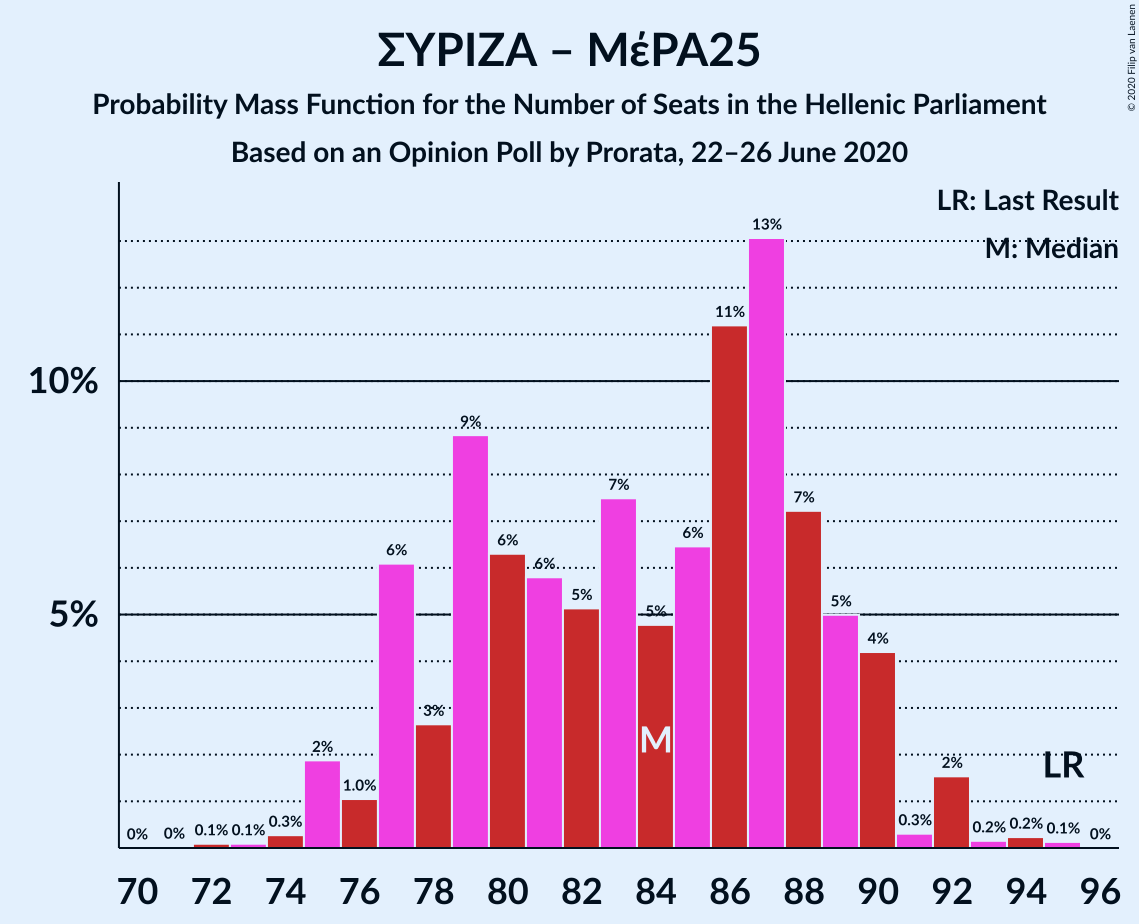 ΣΥΡΙΖΑ – ΜέΡΑ25
Probability Mass Function for the Number of Seats in the Hellenic Parliament
Based on an Opinion Poll by Prorata, 22–26 June 2020
© 2020 Filip van Laenen
LR: Last Result
M: Median
10%
5%
0% 0% 0.1% 0.1% 0.3% 2% 1.0% 6% 3% 9% 6% 6% 5% 7% 5% 6% 11% 13% 7% 5% 4% 0.3% 2% 0.2% 0.2% 0.1% 0%
M
LR
70 72 74 76 78 80 82 84 86 88 90 92 94 96